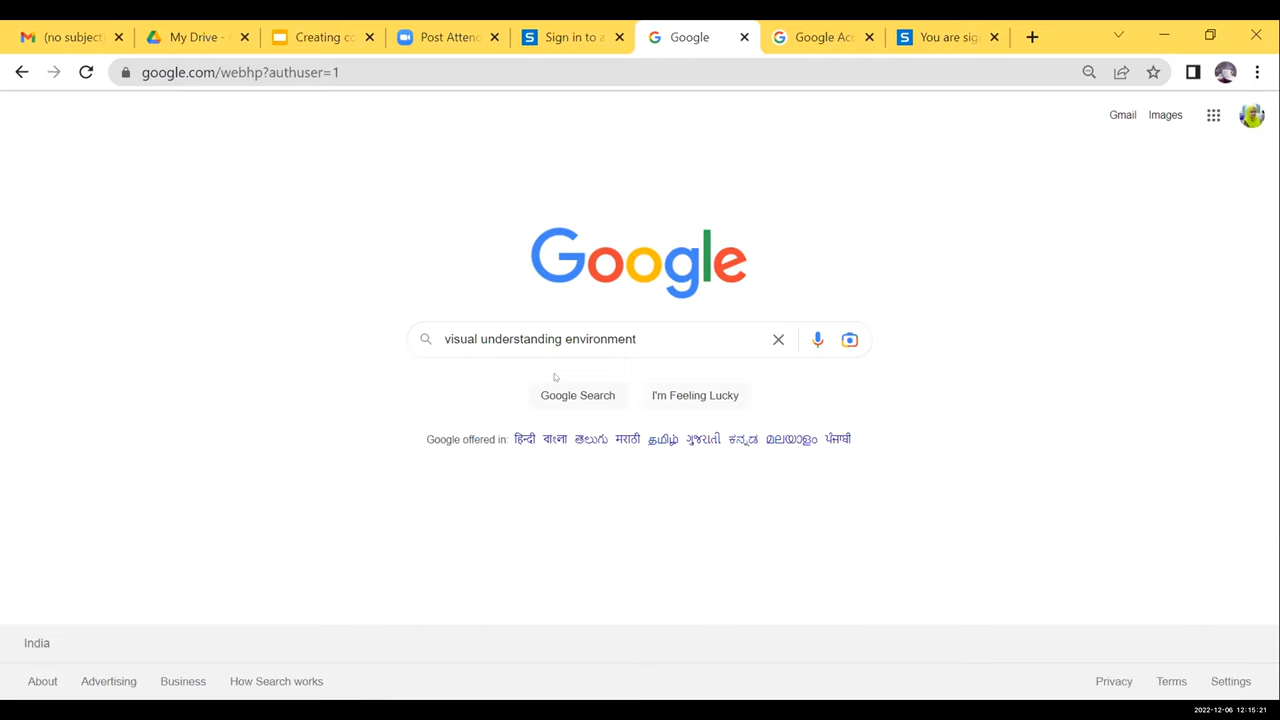 (no subject) My Drive - Creating co Post Attend Sign in to a Google Google Acc You are sig
google.com/webhp?authuser=1
Gmail Images
Google
visual understanding environment
Google Search I'm Feeling Lucky
Google offered in: हिन्दी বাংলা తెలుగు मराठी தமிழ் ગુજરાતી ಕನ್ನಡ മലയാളം ਪੰਜਾਬੀ
India
About Advertising Business How Search works Privacy Terms Settings
2022-12-06 12:15:21